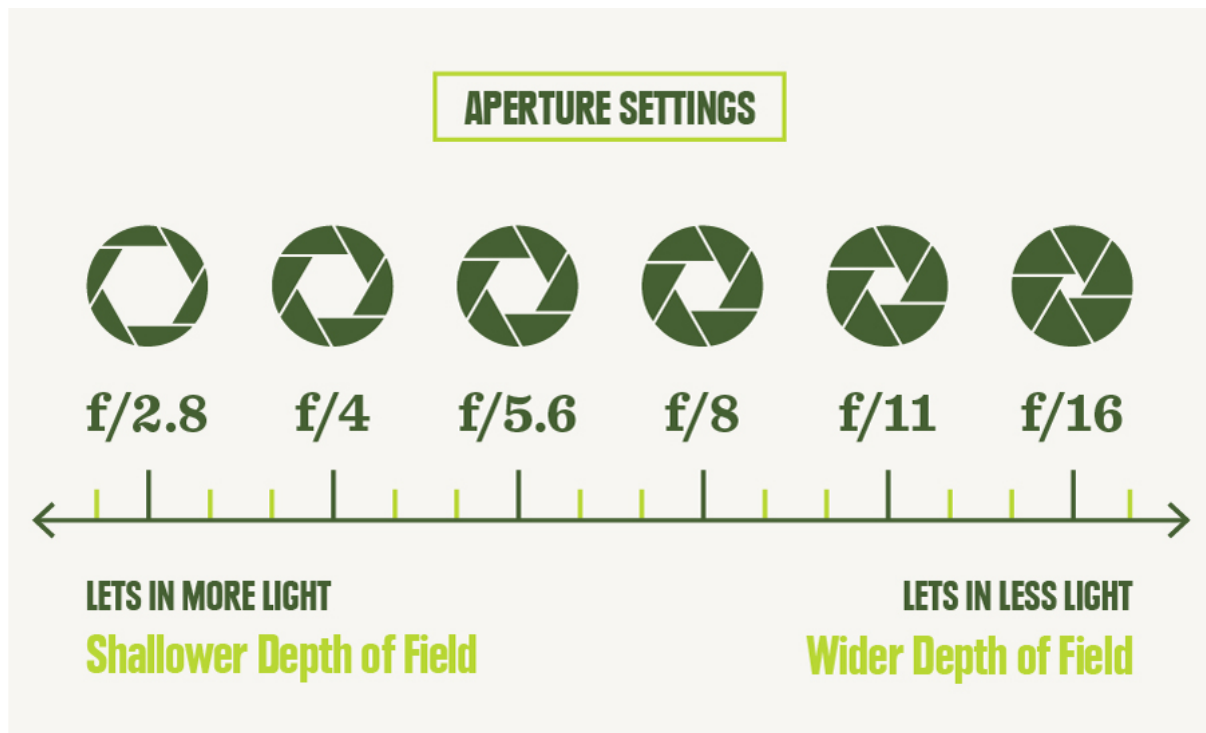 APERTURE SETTINGS
f/2.8 f/4 f/5.6 f/8 f/11 f/16
LETS IN MORE LIGHT
Shallower Depth of Field
LETS IN LESS LIGHT
Wider Depth of Field